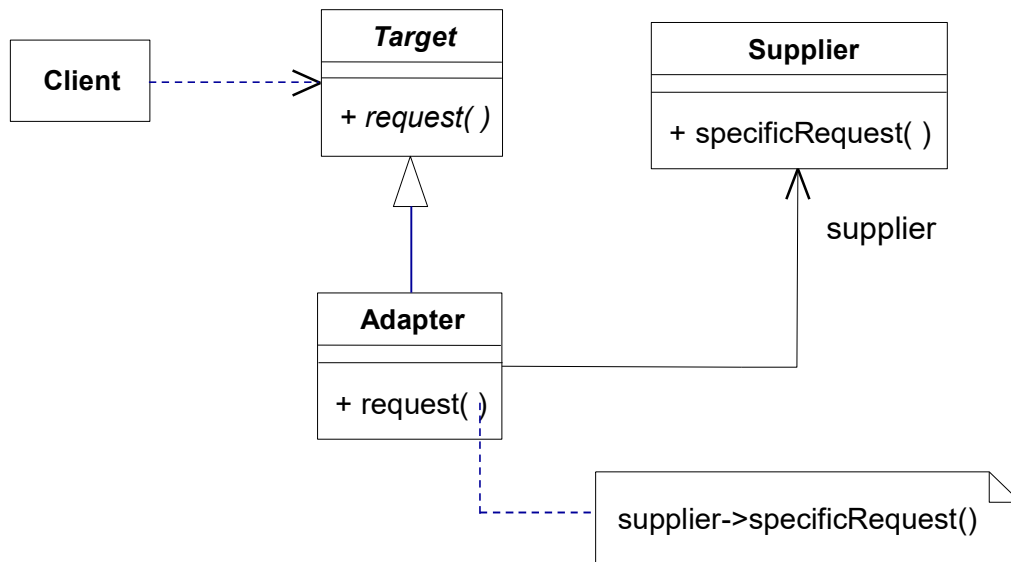 Client
Target
+ request( )
Supplier
+ specificRequest( )
supplier
Adapter
+ request( )
supplier->specificRequest()